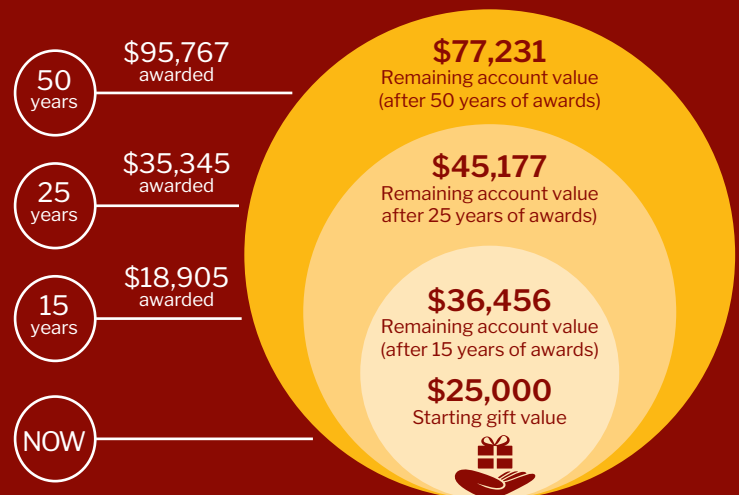 50
years
$95,767
awarded
$77,231
Remaining account value
(after 50 years of awards)
25
years
$35,345
awarded
$45,177
Remaining account value
after 25 years of awards)
15
years
$18,905
awarded
$36,456
Remaining account value
(after 15 years of awards)
NOW
$25,000
Starting gift value